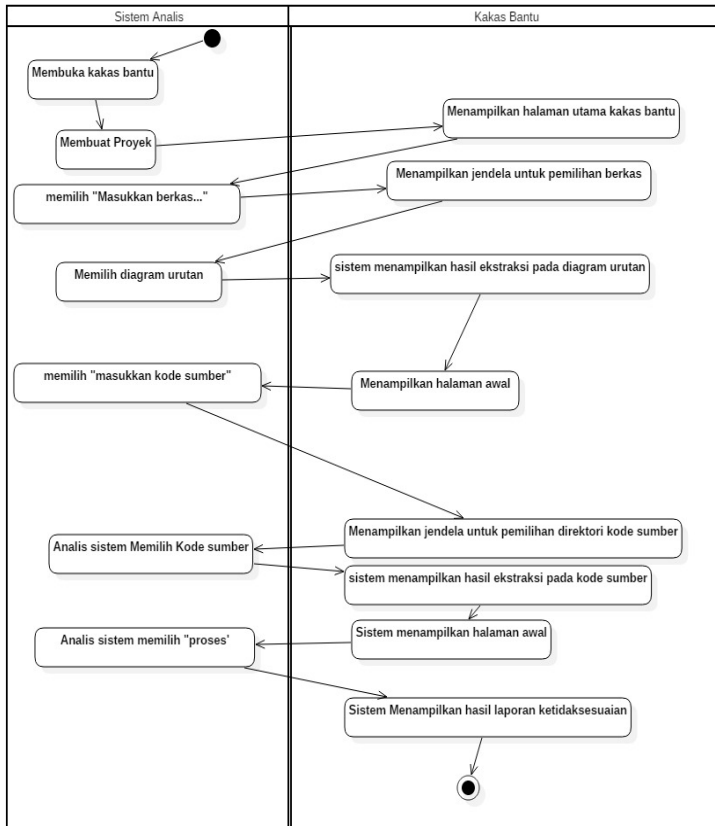 Sistem Analis
Kakas Bantu
Membuka kakas bantu
Menampilkan halaman utama kakas bantu
Membuat Proyek
Menampilkan jendela untuk pemilihan berkas
memilih "Masukkan berkas..."
sistem menampilkan hasil ekstraksi pada diagram urutan
Memilih diagram urutan
memilih "masukkan kode sumber"
Menampilkan halaman awal
Menampilkan jendela untuk pemilihan direktori kode sumber
Analis sistem Memilih Kode sumber
sistem menampilkan hasil ekstraksi pada kode sumber
Sistem menampilkan halaman awal
Analis sistem memilih "proses'
Sistem Menampilkan hasil laporan ketidaksesuaian